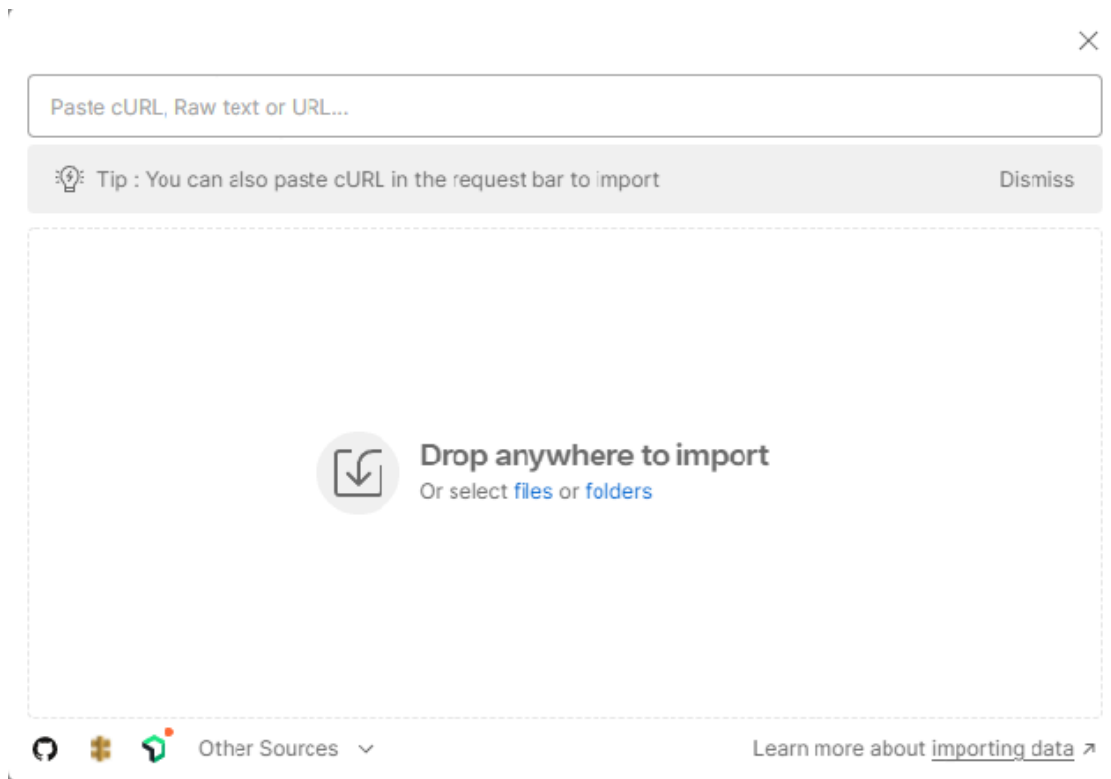 Paste cURL, Raw text or URL...
Tip : You can also paste cURL in the request bar to import
Dismiss
Drop anywhere to import
Or select files or folders
Other Sources
Learn more about importing data